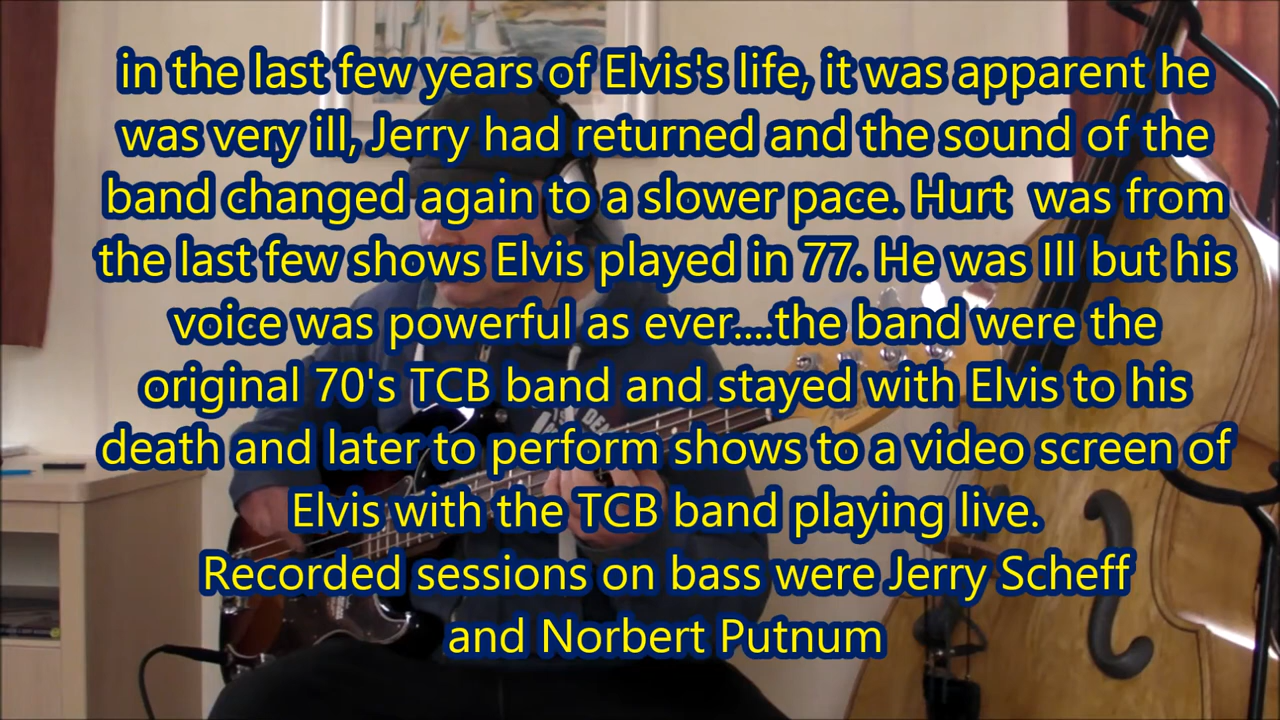 in the last few years of Elvis's life, it was apparent he
was very ill, Jerry had returned and the sound of the
band changed again to a slower pace. Hurt  was from
the last few shows Elvis played in 77. He was Ill but his
voice was powerful as ever....the band were the
original 70's TCB band and stayed with Elvis to his
death and later to perform shows to a video screen of
Elvis with the TCB band playing live.
Recorded sessions on bass were Jerry Scheff
and Norbert Putnum